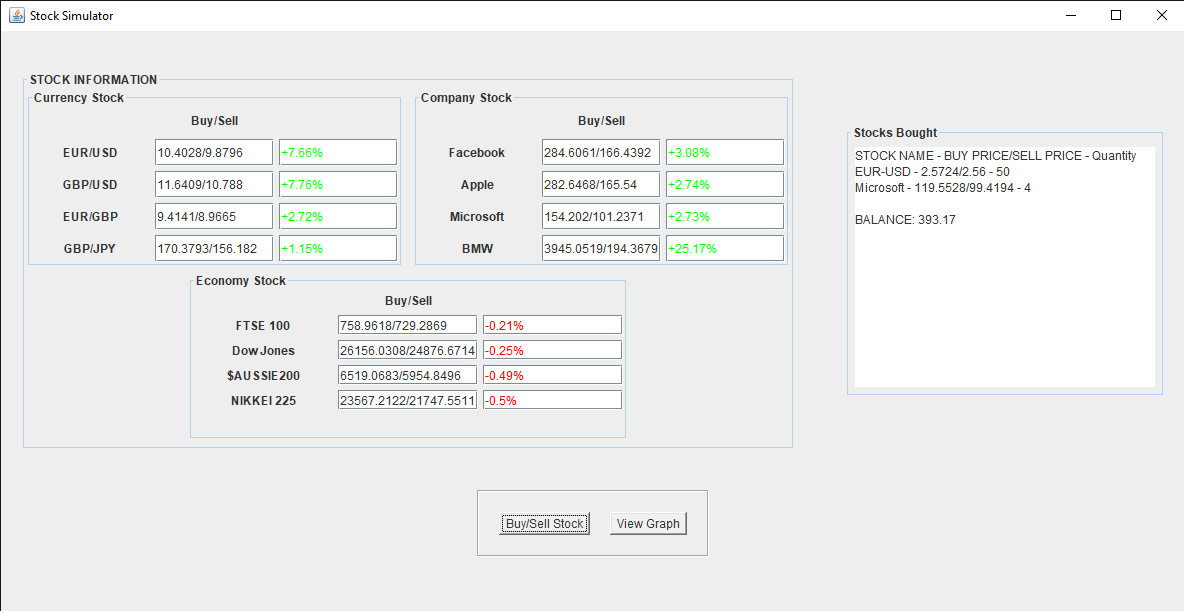 Stock Simulator
STOCK INFORMATION
Currency Stock
Buy/Sell
EUR/USD 10.4028/9.8796 +7.66%
GBP/USD 11.6409/10.788 +7.76%
EUR/GBP 9.4141/8.9665 +2.72%
GBP/JPY 170.3793/156.182 +1.15%
Company Stock
Buy/Sell
Facebook 284.6061/166.4392 +3.08%
Apple 282.6468/165.54 +2.74%
Microsoft 154.202/101.2371 +2.73%
BMW 3945.0519/194.3679 +25.17%
Economy Stock
Buy/Sell
FTSE 100 758.9618/729.2869 -0.21%
Dow Jones 26156.0308/24876.6714 -0.25%
$AUSSIE200 6519.0683/5954.8496 -0.49%
NIKKEI 225 23567.2122/21747.5511 -0.5%
Stocks Bought
STOCK NAME - BUY PRICE/SELL PRICE - Quantity
EUR-USD - 2.5724/2.56 - 50
Microsoft - 119.5528/99.4194 - 4
BALANCE: 393.17
Buy/Sell Stock
View Graph